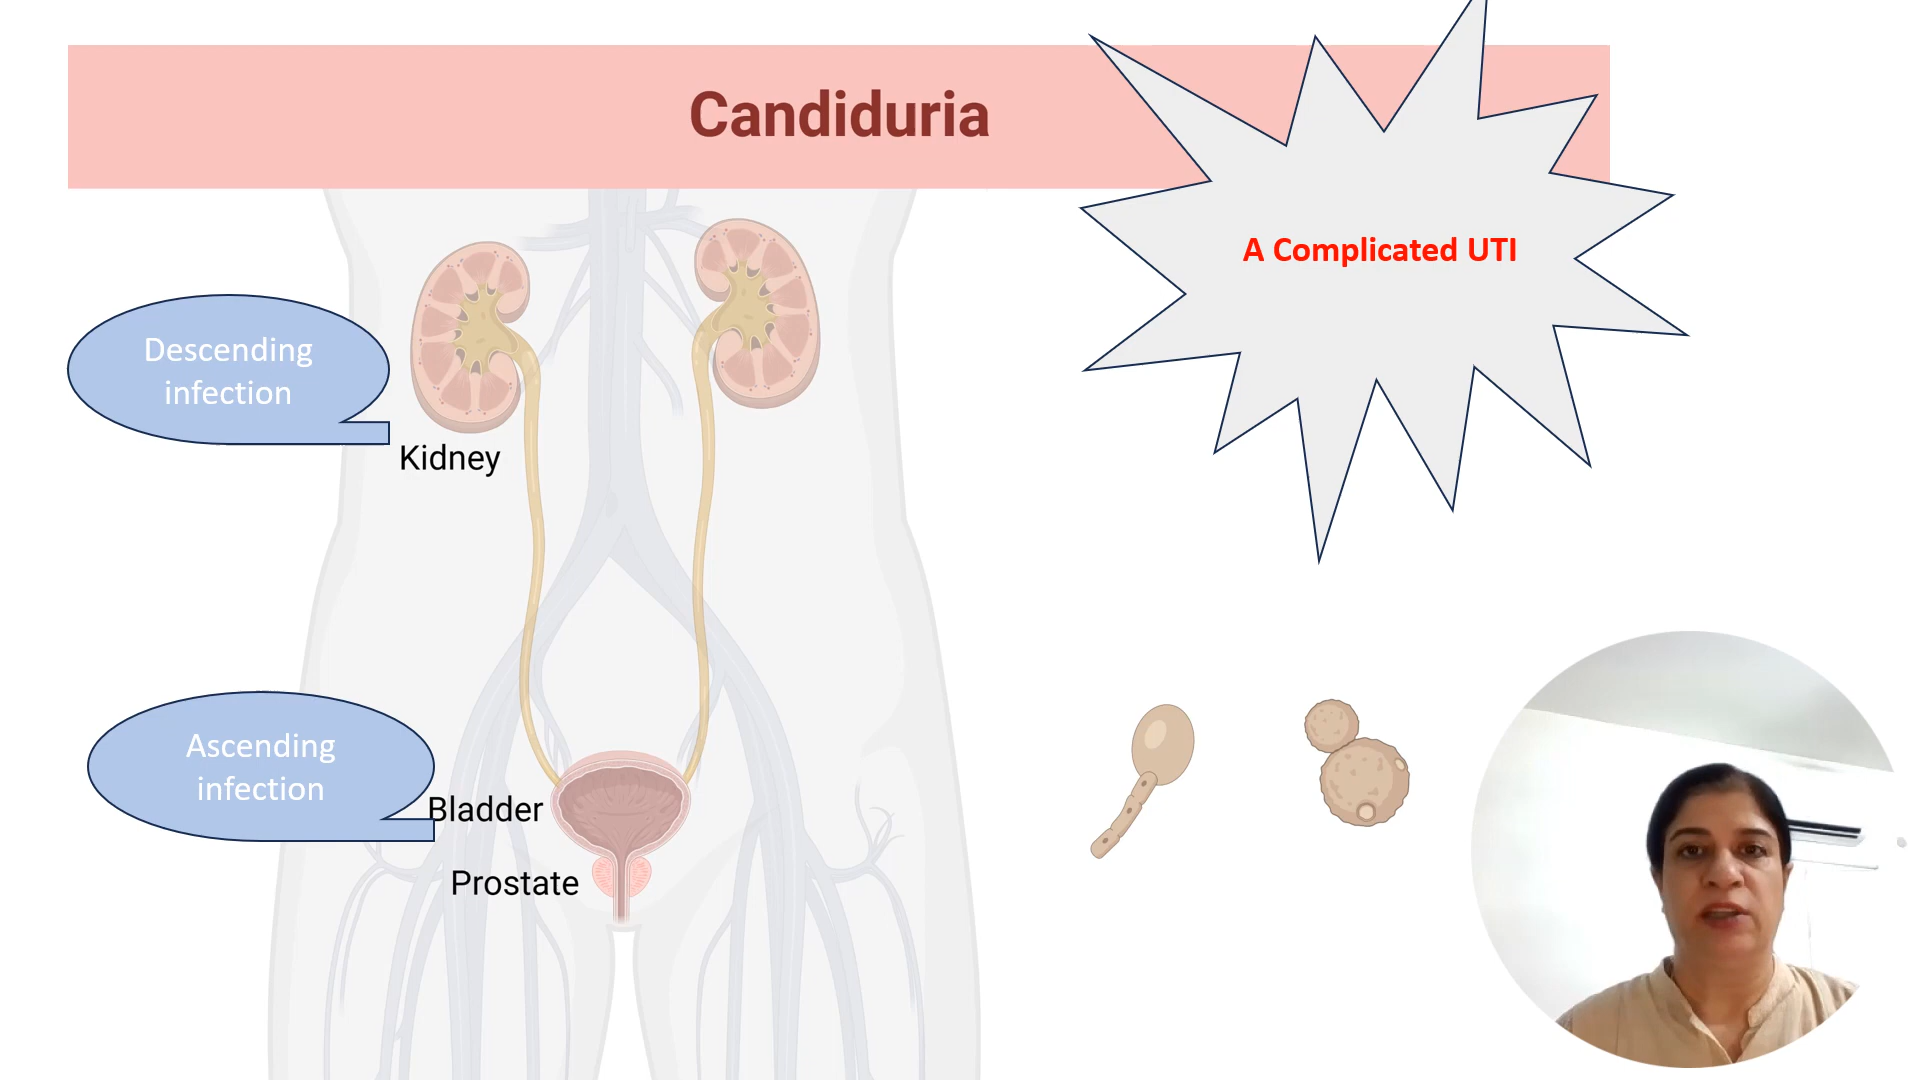 Candiduria
A Complicated UTI
Descending
infection
Kidney
Ascending
infection
Bladder
Prostate